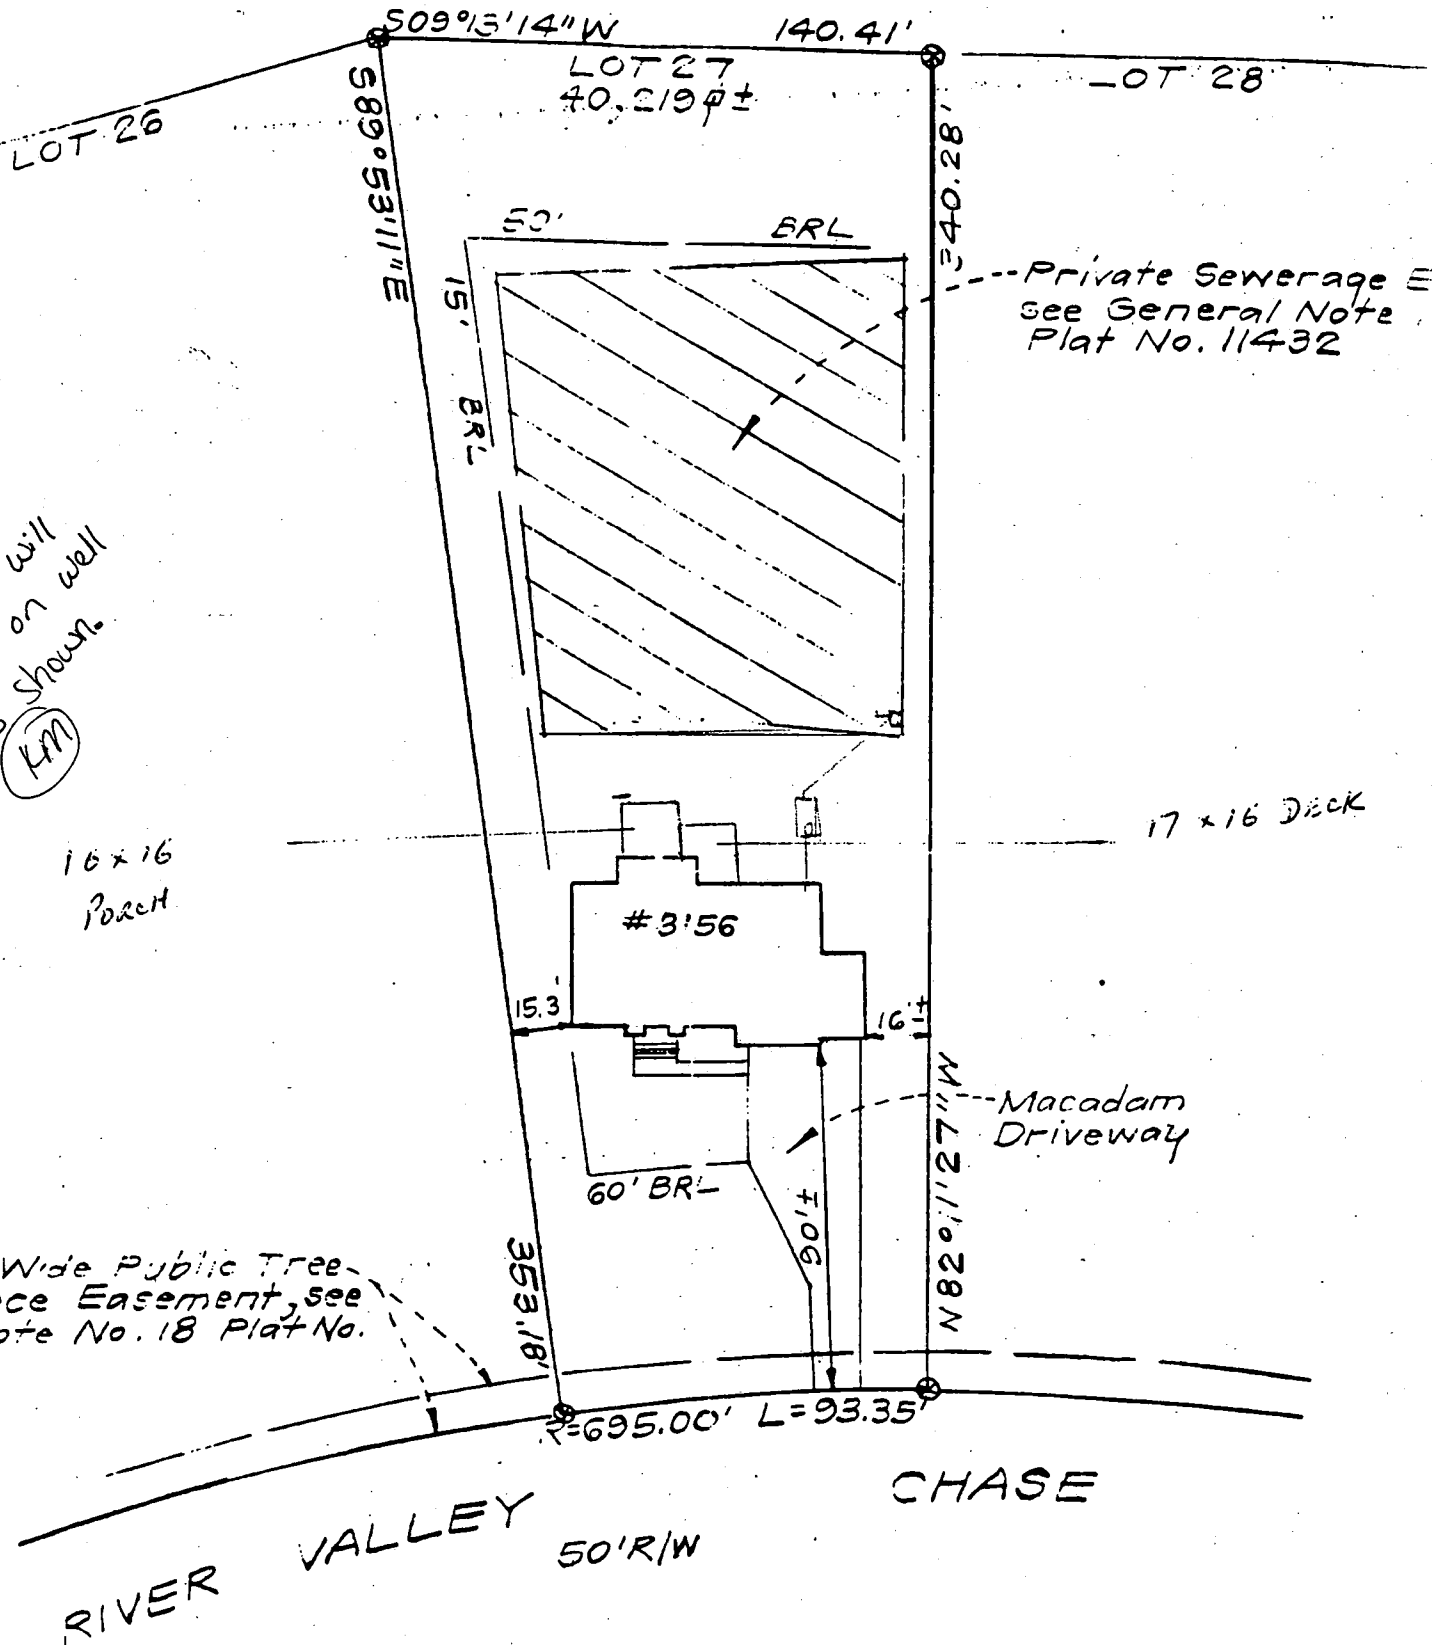 S09°13'14"W 140.41'
LOT 27
40,219 ⌀±
LOT 28
LOT 26
S89°53'11"E
340.28'
50' BRL
15' BRL
Private Sewerage E
see General Note
Plat No. 11432
will
on well
shown.
KM
16 x 16
PORCH
17 x 16 DECK
#3156
15.3'
16'±
Macadam
Driveway
60' BRL
90'±
N82°11'27"W
353.18'
Wide Public Tree
Easement, see
No. 18 Plat No.
R=695.00' L=93.35'
RIVER VALLEY CHASE
50'R/W